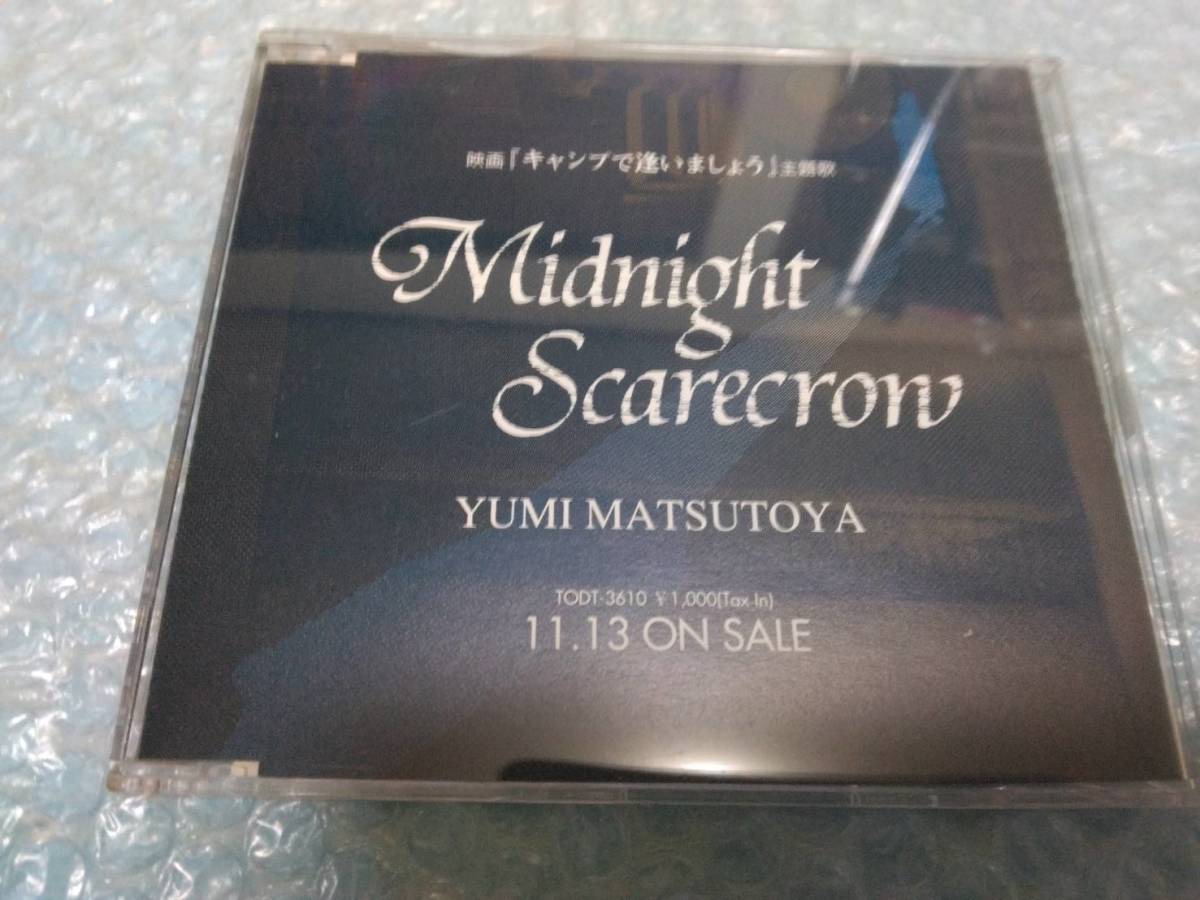 映画『キャンプで逢いましょう』主題歌
Midnight
Scarecrow
YUMI MATSUTOYA
TODT-3610 ¥1,000(Tax In)
11.13 ON SALE